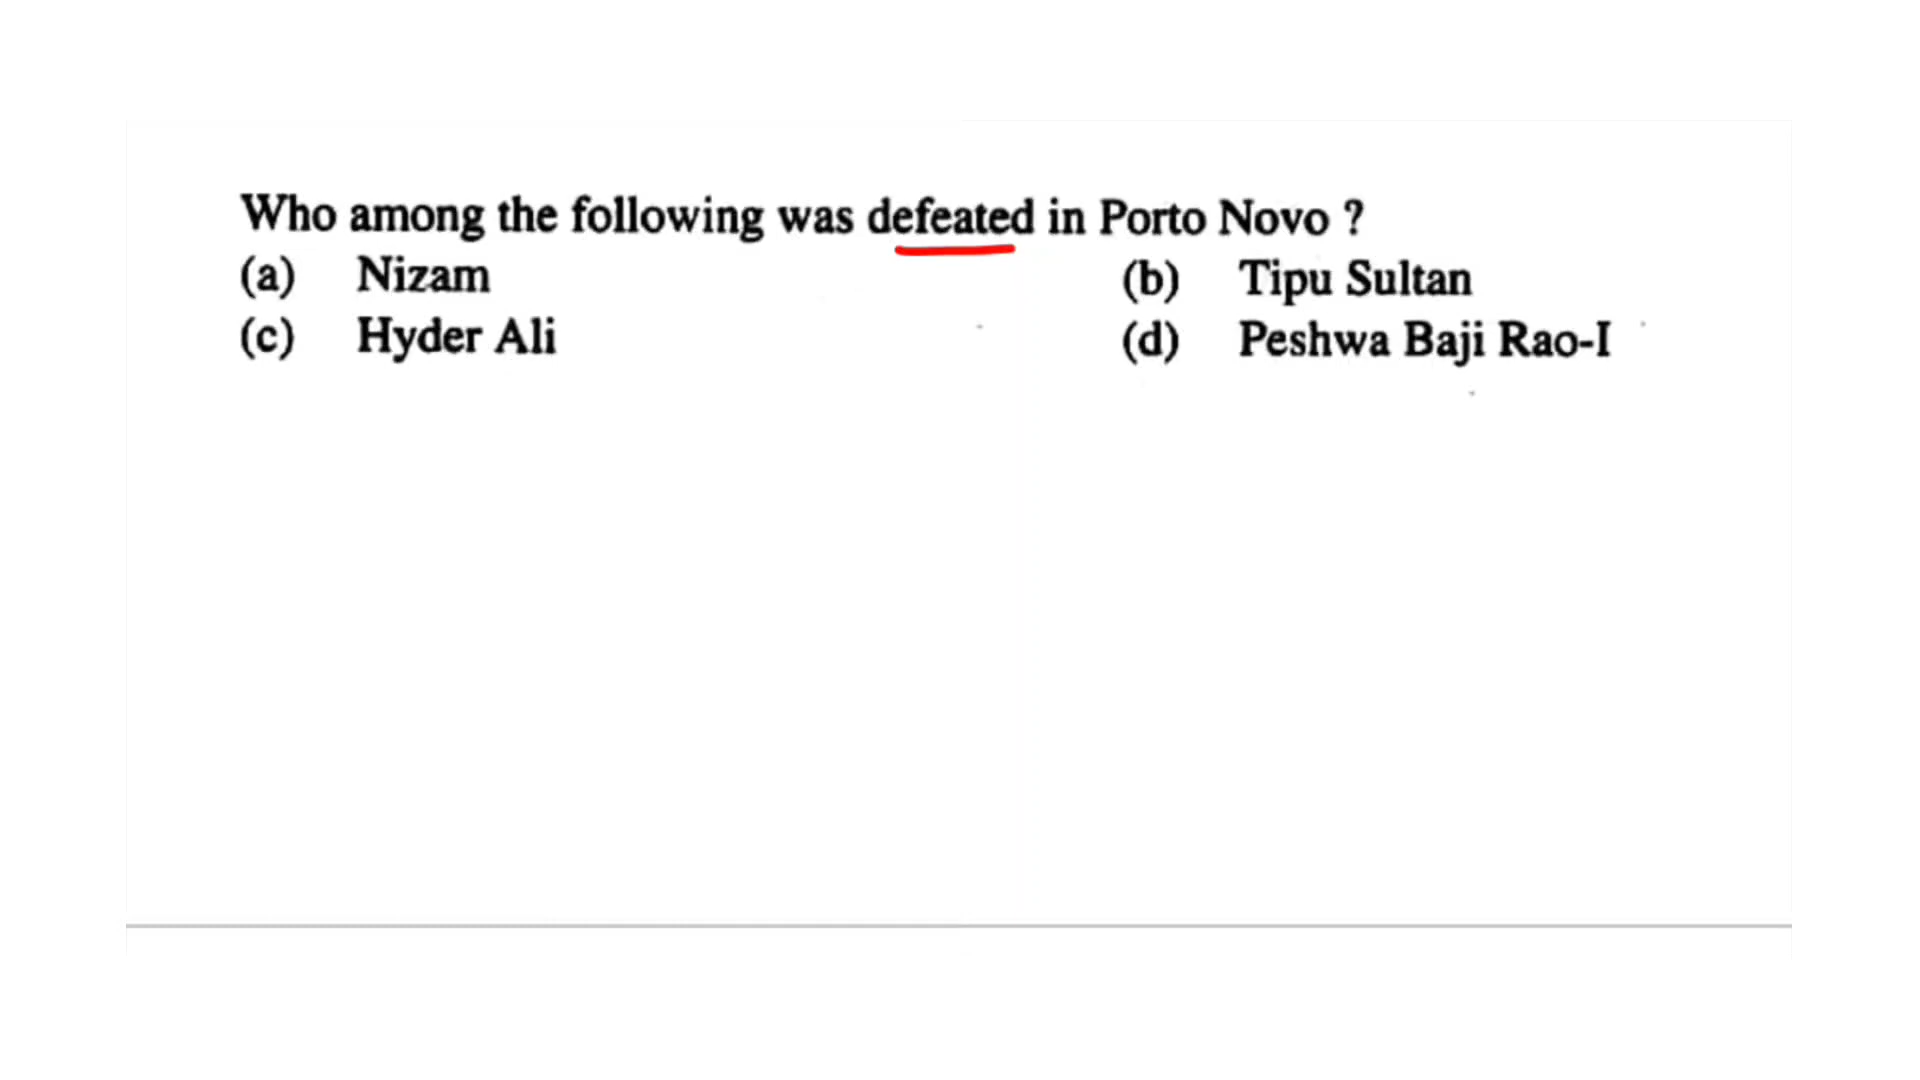 Who among the following was defeated in Porto Novo ?
(a) Nizam (b) Tipu Sultan
(c) Hyder Ali (d) Peshwa Baji Rao-I